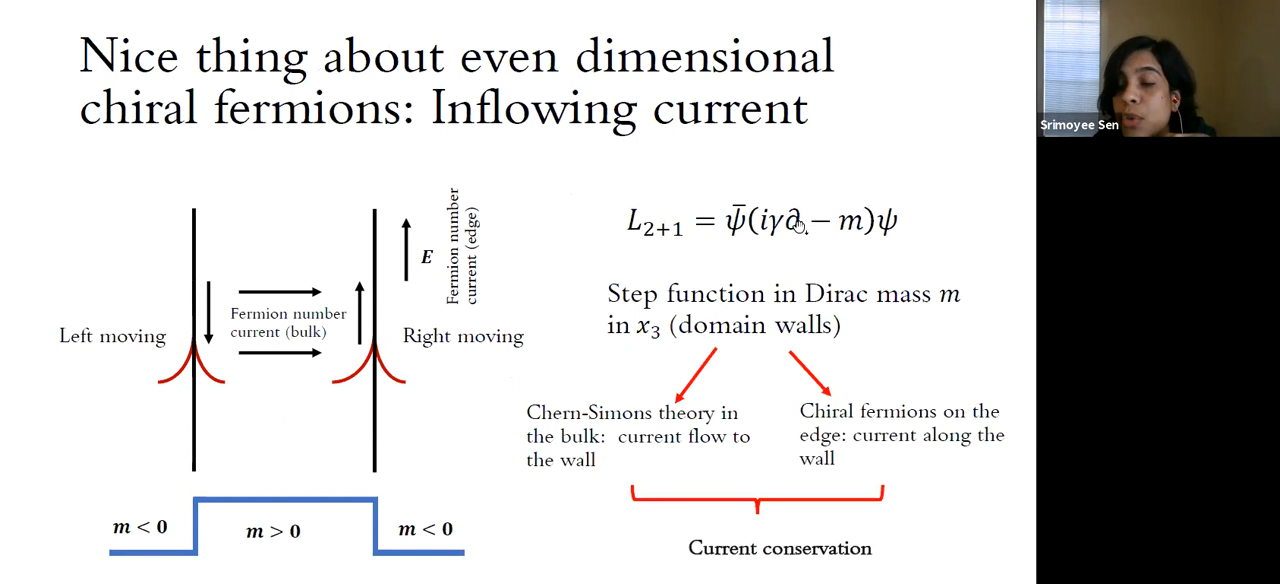 Nice thing about even dimensional
chiral fermions: Inflowing current
Srimoyee Sen
Left moving
Fermion number
current (bulk)
E
Fermion number
current (edge)
Right moving
m < 0
m > 0
m < 0
L₂₊₁ = ψ̄(iγ∂ − m)ψ
Step function in Dirac mass m
in x₃ (domain walls)
Chern-Simons theory in
the bulk: current flow to
the wall
Chiral fermions on the
edge: current along the
wall
Current conservation